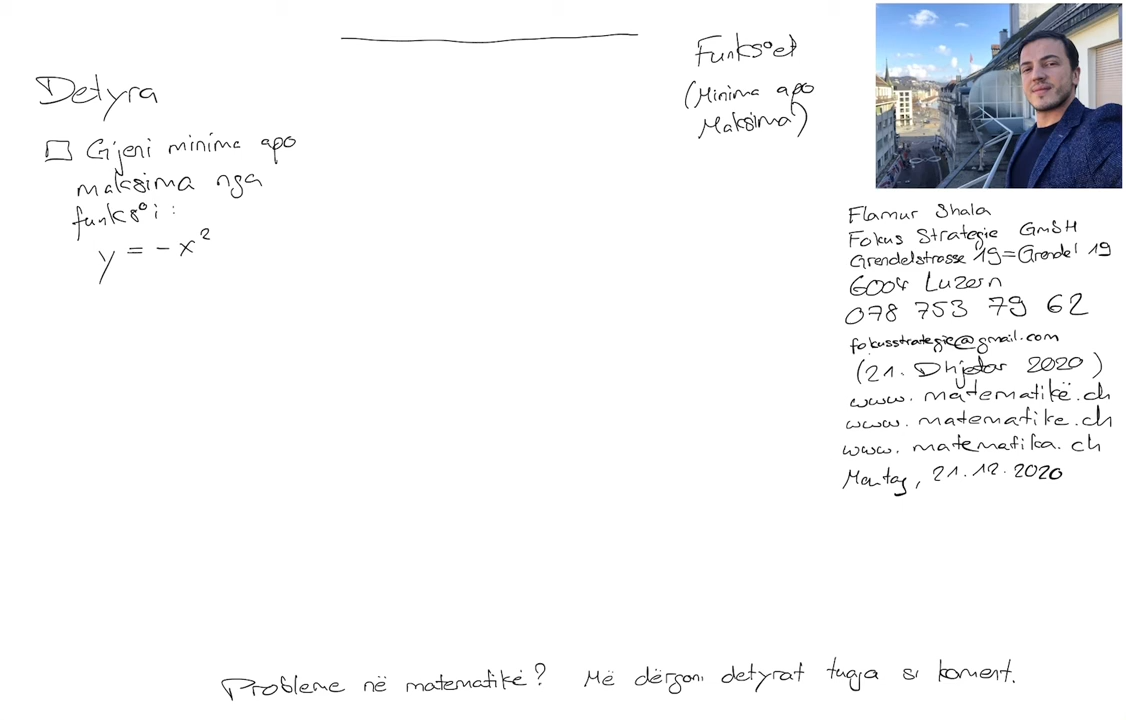 Detyra
Gjeni minima apo
maksima nga
funksoi:
y = -x²
Funksoet
(Minima apo
Maksima)
Flamur Shala
Fokus Strategie GmbH
Grendelstrasse 19=Grendel 19
6004 Luzern
078 753 79 62
fokusstrategie@gmail.com
(21. Dhjetor 2020)
www.matematikë.ch
www.matematike.ch
www.matematika.ch
Montag, 21.12.2020
Probleme në matematikë? Më dërgoni detyrat tuaja si koment.